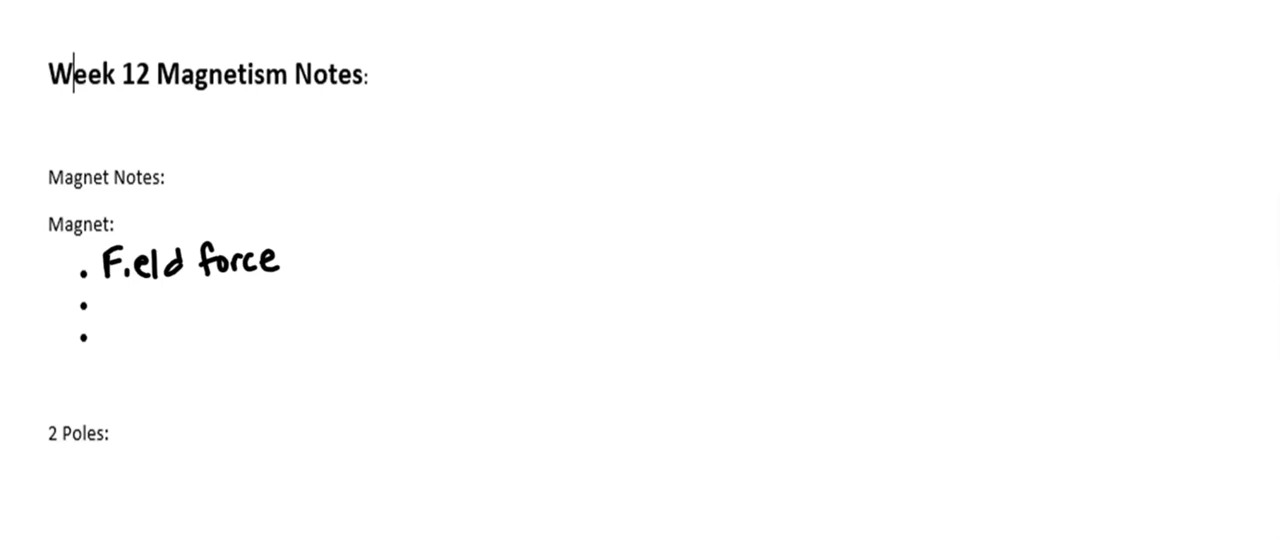 Week 12 Magnetism Notes:
Magnet Notes:
Magnet:
• Field force
•
•
2 Poles: